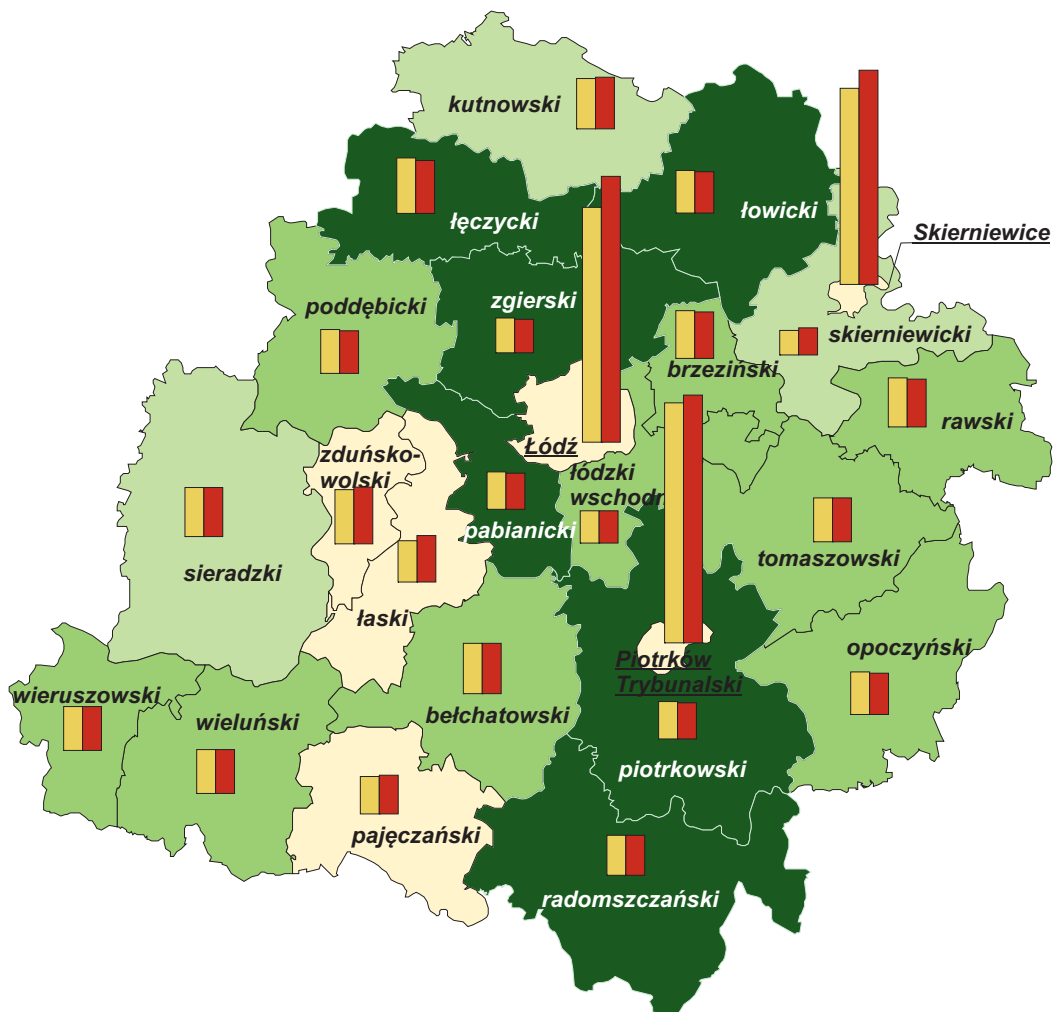 kutnowski
łęczycki
łowicki
Skierniewice
poddębicki
zgierski
skierniewicki
brzeziński
rawski
zduńsko-
wolski
Łódź
łódzki
wschodn
pabianicki
tomaszowski
sieradzki
łaski
opoczyński
Piotrków
Trybunalski
wieruszowski
wieluński
bełchatowski
piotrkowski
pajęczański
radomszczański